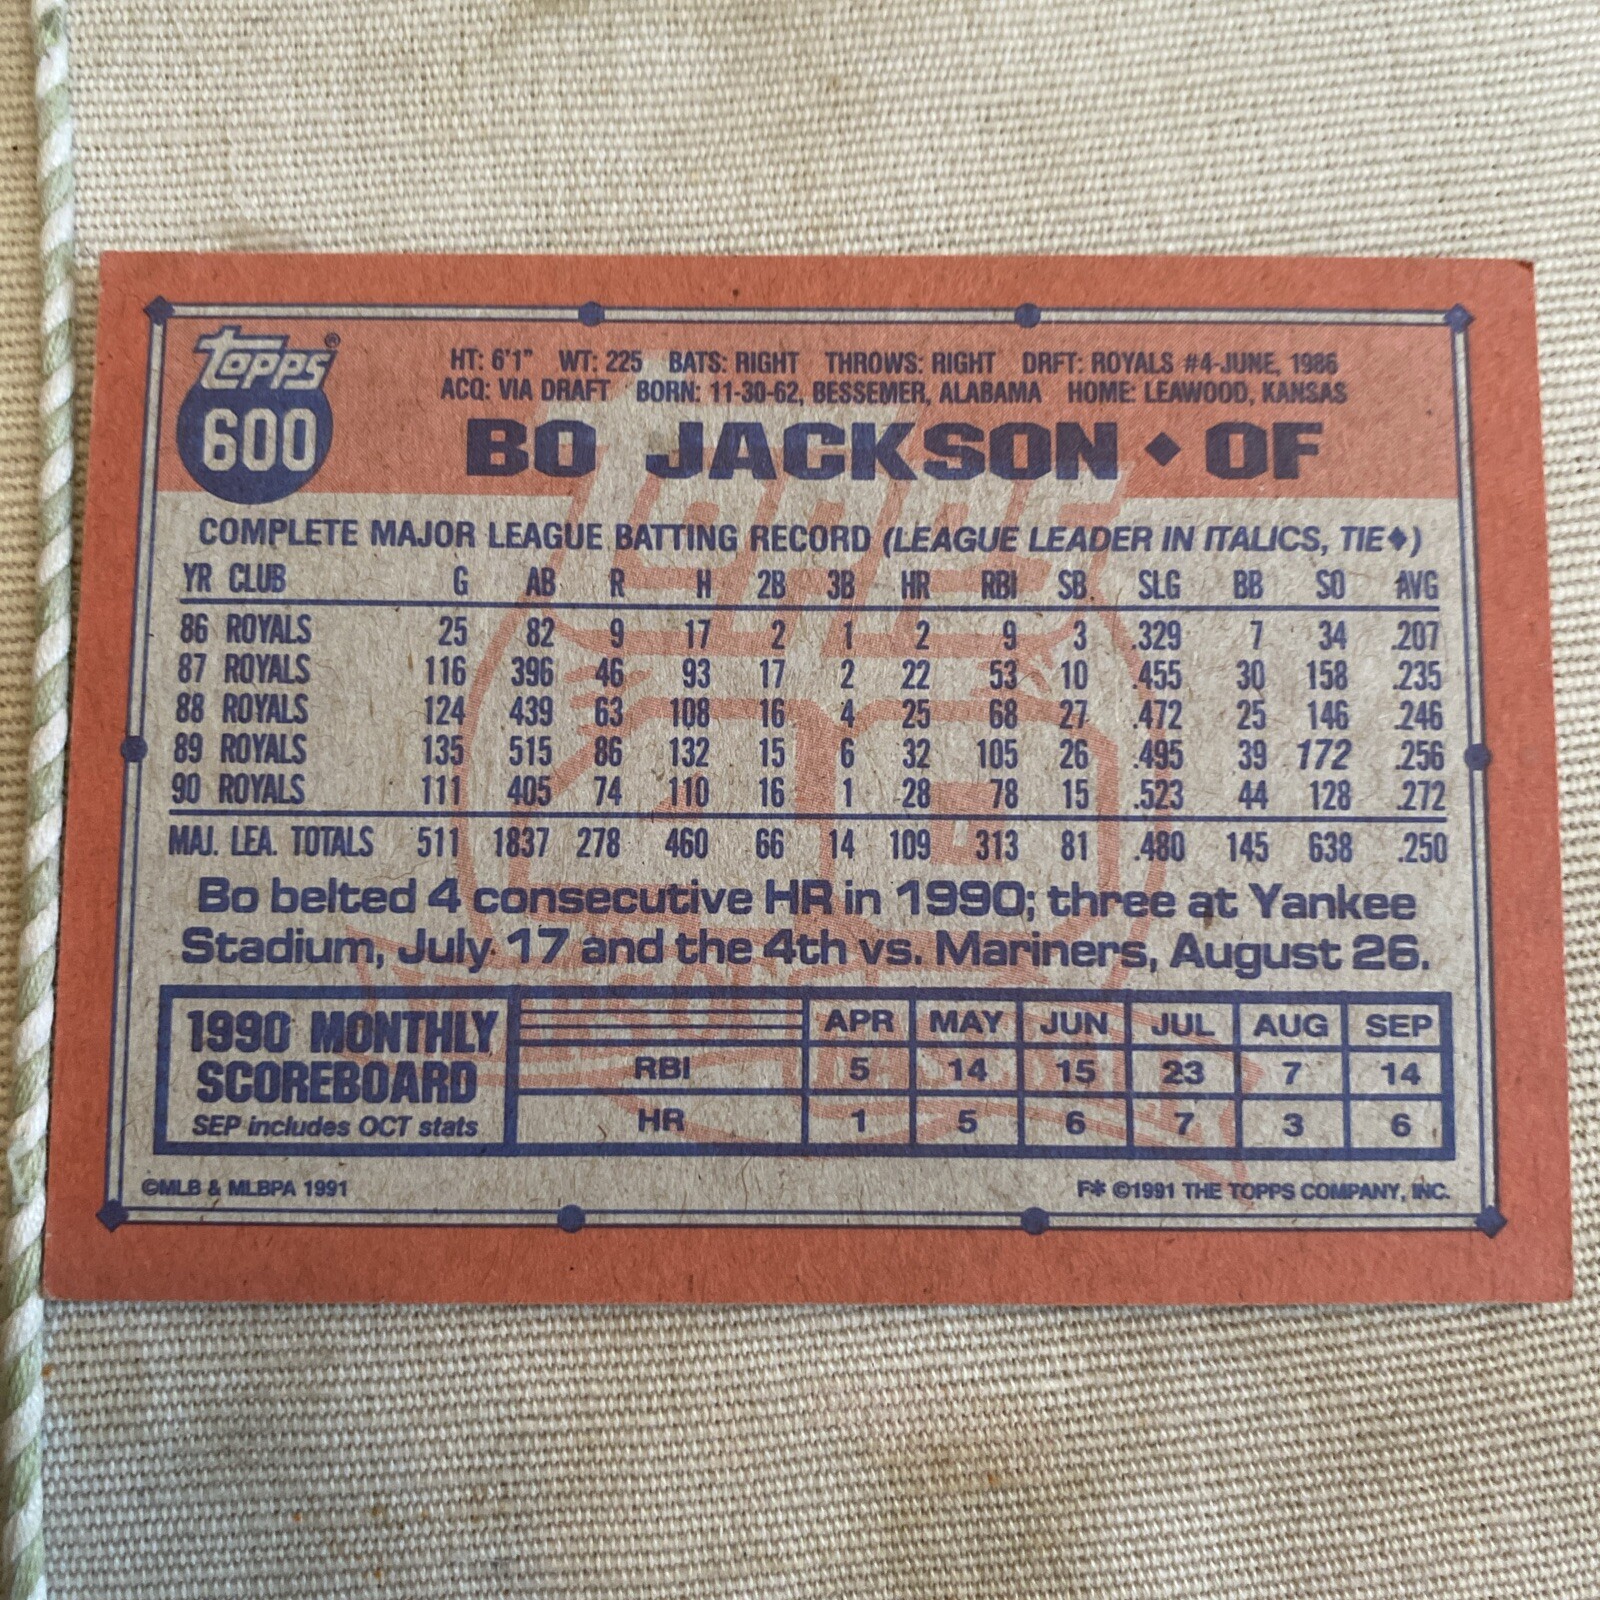 Topps®
600
HT: 6'1" WT: 225 BATS: RIGHT THROWS: RIGHT DRFT: ROYALS #4-JUNE, 1986
ACQ: VIA DRAFT BORN: 11-30-62, BESSEMER, ALABAMA HOME: LEAWOOD, KANSAS
BO JACKSON ◆ OF
COMPLETE MAJOR LEAGUE BATTING RECORD (LEAGUE LEADER IN ITALICS, TIE◆)
YR CLUB G AB R H 2B 3B HR RBI SB SLG BB SO AVG
86 ROYALS 25 82 9 17 2 1 2 9 3 .329 7 34 .207
87 ROYALS 116 396 46 93 17 2 22 53 10 .455 30 158 .235
88 ROYALS 124 439 63 108 16 4 25 68 27 .472 25 146 .246
89 ROYALS 135 515 86 132 15 6 32 105 26 .495 39 172 .256
90 ROYALS 111 405 74 110 16 1 28 78 15 .523 44 128 .272
MAJ. LEA. TOTALS 511 1837 278 460 66 14 109 313 81 .480 145 638 .250
Bo belted 4 consecutive HR in 1990; three at Yankee
Stadium, July 17 and the 4th vs. Mariners, August 26.
1990 MONTHLY
SCOREBOARD
SEP includes OCT stats
APR MAY JUN JUL AUG SEP
RBI 5 14 15 23 7 14
HR 1 5 6 7 3 6
©MLB & MLBPA 1991
F* ©1991 THE TOPPS COMPANY, INC.